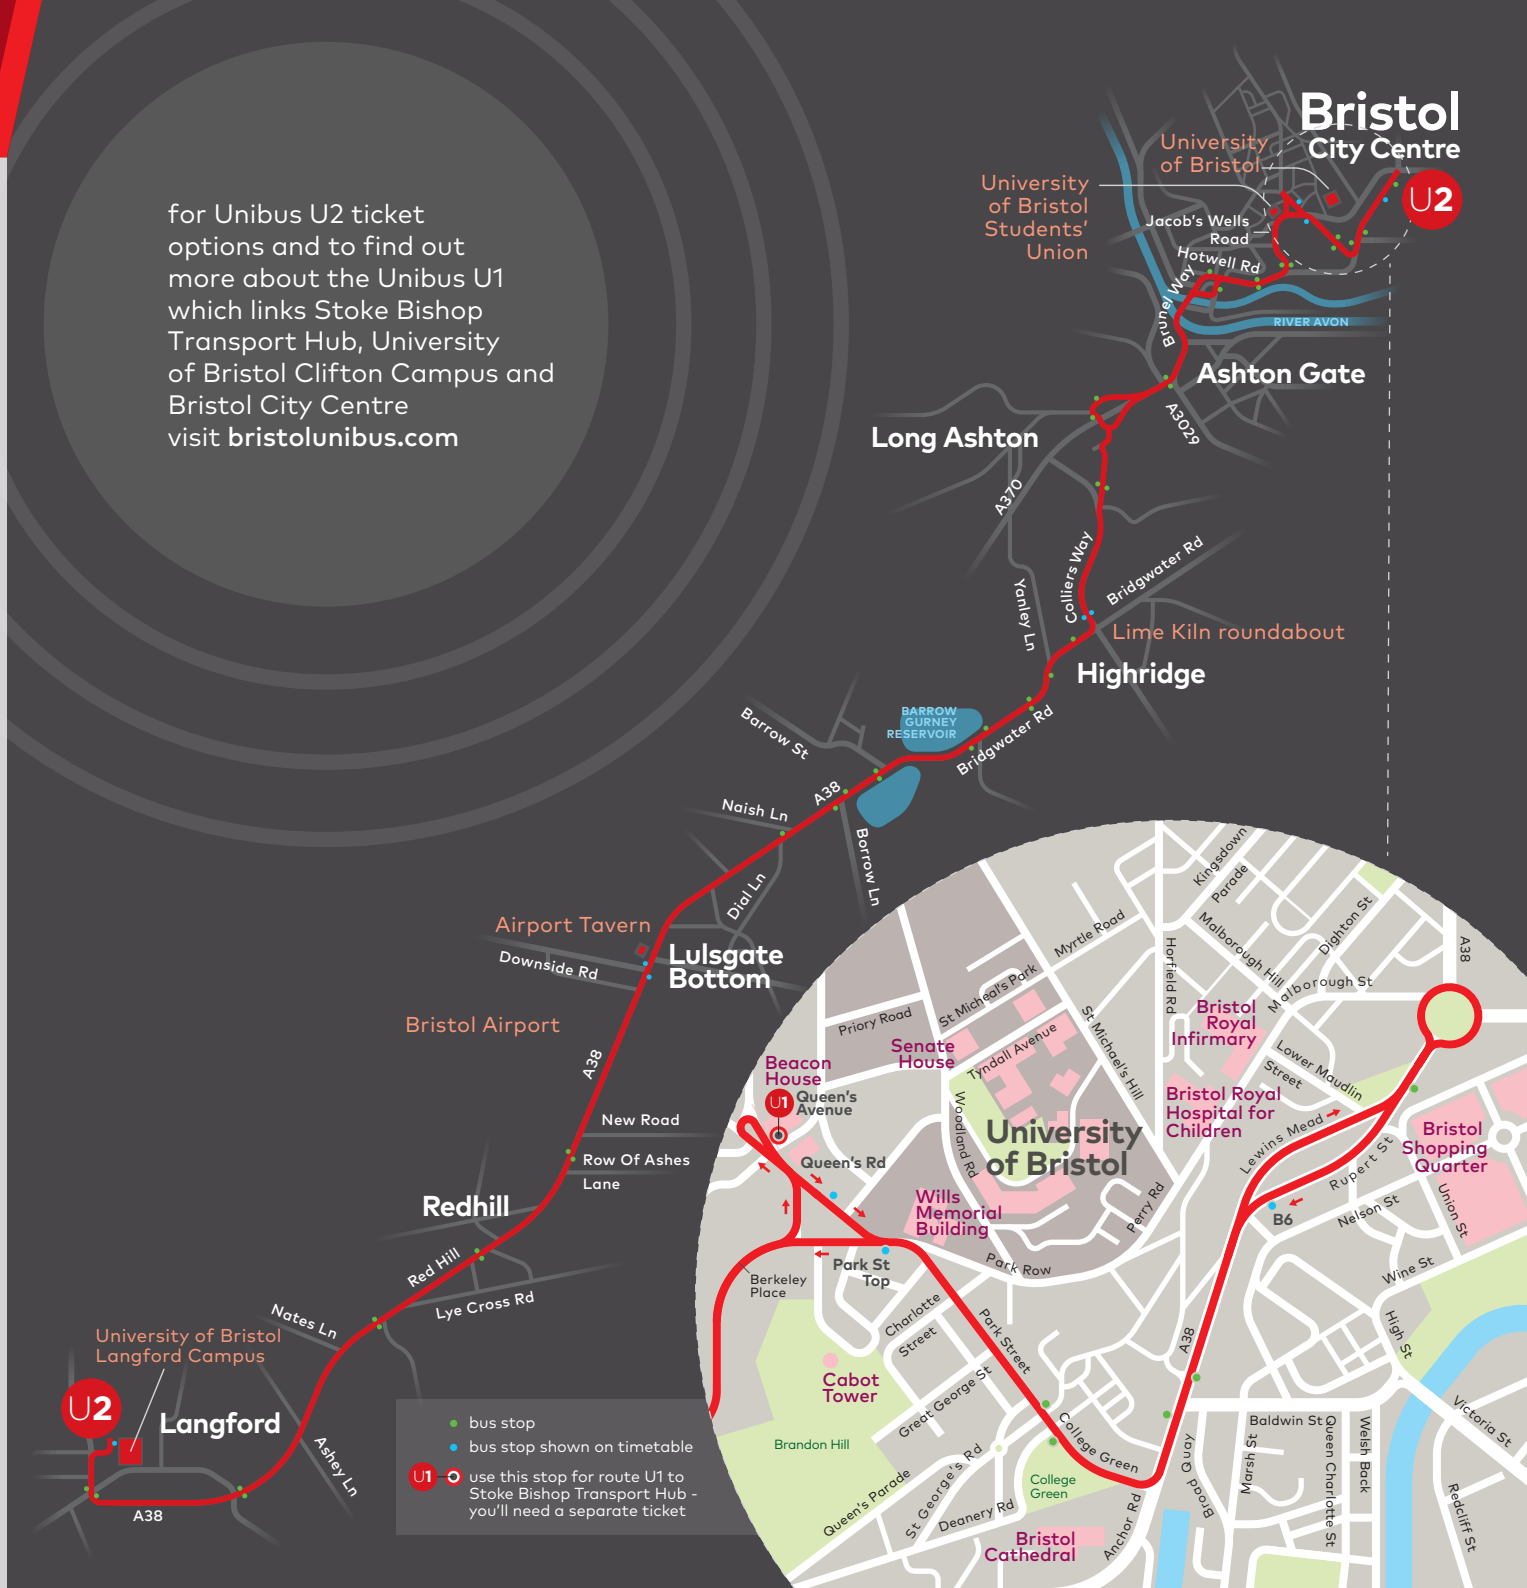 for Unibus U2 ticket
options and to find out
more about the Unibus U1
which links Stoke Bishop
Transport Hub, University
of Bristol Clifton Campus and
Bristol City Centre
visit bristolunibus.com
Bristol
City Centre
U2
University
of Bristol
University
of Bristol
Students'
Union
Jacob's Wells
Road
Hotwell Rd
Brunel Way
RIVER AVON
Ashton Gate
A3029
Long Ashton
A370
Colliers Way
Bridgwater Rd
Yanley Ln
Lime Kiln roundabout
Highridge
BARROW
GURNEY
RESERVOIR
Bridgwater Rd
Barrow St
A38
Naish Ln
Borrow Ln
Dial Ln
Airport Tavern
Downside Rd
Lulsgate
Bottom
Bristol Airport
A38
New Road
Row Of Ashes
Lane
Redhill
Red Hill
Lye Cross Rd
Nates Ln
University of Bristol
Langford Campus
U2
Langford
Ashley Ln
A38
bus stop
bus stop shown on timetable
U1
use this stop for route U1 to
Stoke Bishop Transport Hub -
you'll need a separate ticket
Kingsdown
Parade
Dighton St
Malborough Hill
Malborough St
A38
Myrtle Road
Horfield Rd
St Micheal's Park
Priory Road
Senate
House
Tyndall Avenue
St Michael's Hill
Bristol
Royal
Infirmary
Lower Maudlin
Street
Beacon
House
U1
Queen's
Avenue
Woodland Rd
University
of Bristol
Bristol Royal
Hospital for
Children
Lewins Mead
Rupert St
Bristol
Shopping
Quarter
Union St
Queen's Rd
Wills
Memorial
Building
Perry Rd
B6
Nelson St
Park St
Top
Park Row
Berkeley
Place
Wine St
Charlotte
Street
Park Street
A38
High St
Cabot
Tower
Great George St
Brandon Hill
College Green
Baldwin St
Victoria St
Queen Charlotte St
Welsh Back
Marsh St
Broad Quay
Redcliff St
Queen's Parade
St George's Rd
College
Green
Deanery Rd
Anchor Rd
Bristol
Cathedral